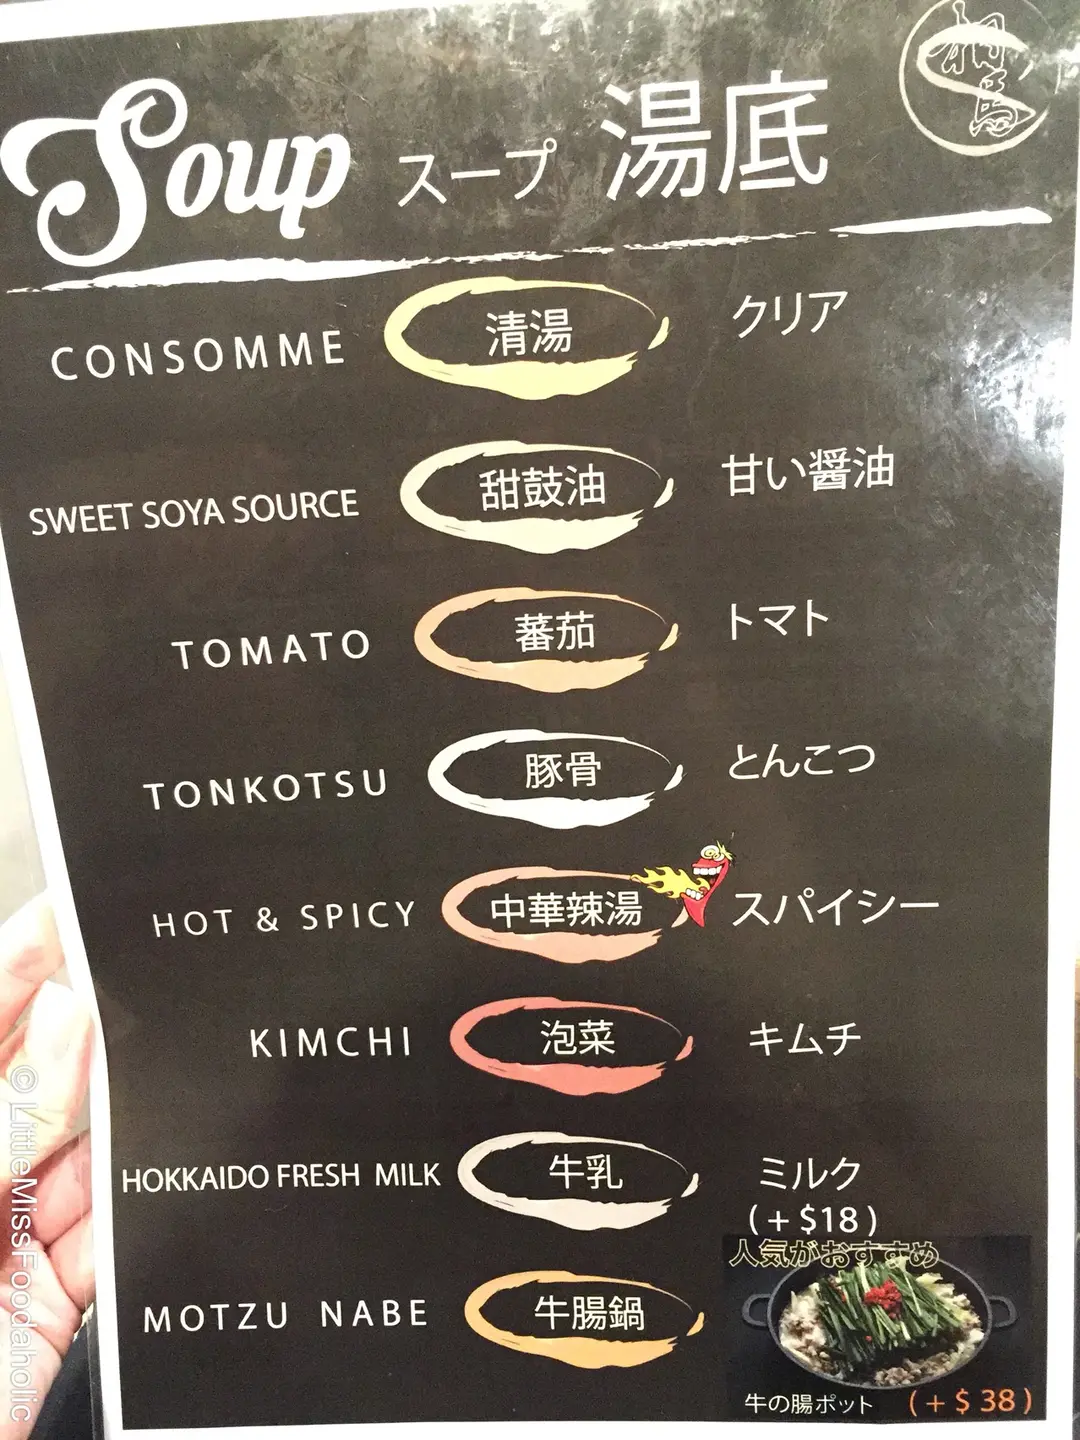 Soup スープ 湯底
CONSOMME 清湯 クリア
SWEET SOYA SOURCE 甜鼓油 甘い醤油
TOMATO 蕃茄 トマト
TONKOTSU 豚骨 とんこつ
HOT & SPICY 中華辣湯 スパイシー
KIMCHI 泡菜 キムチ
HOKKAIDO FRESH MILK 牛乳 ミルク
(+ $18)
人気がおすすめ
MOTZU NABE 牛腸鍋
牛の腸ポット (+ $ 38)
© LittleMissFoodaholic